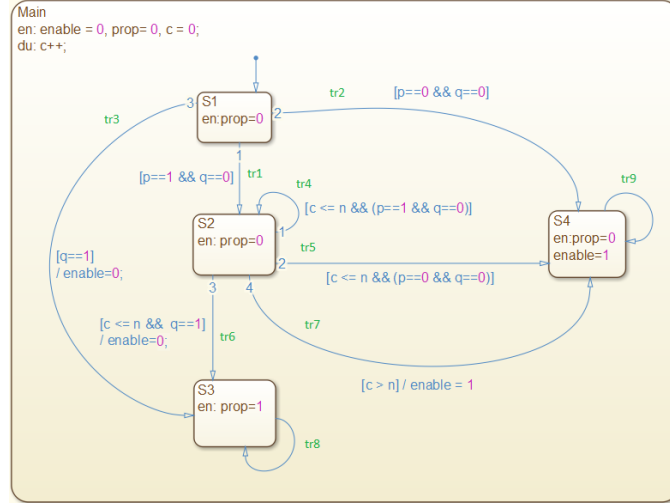 Main
en: enable = 0, prop= 0, c = 0;
du: c++;
3
S1
en:prop=0
2
tr2
[p==0 && q==0]
tr3
1
[p==1 && q==0]
tr1
tr4
tr9
[c <= n && (p==1 && q==0)]
S2
en: prop=0
1
2
tr5
S4
en:prop=0
enable=1
[q==1]
/ enable=0;
[c <= n && (p==0 && q==0)]
3
4
[c <= n && q==1]
/ enable=0;
tr6
tr7
[c > n] / enable = 1
S3
en: prop=1
tr8